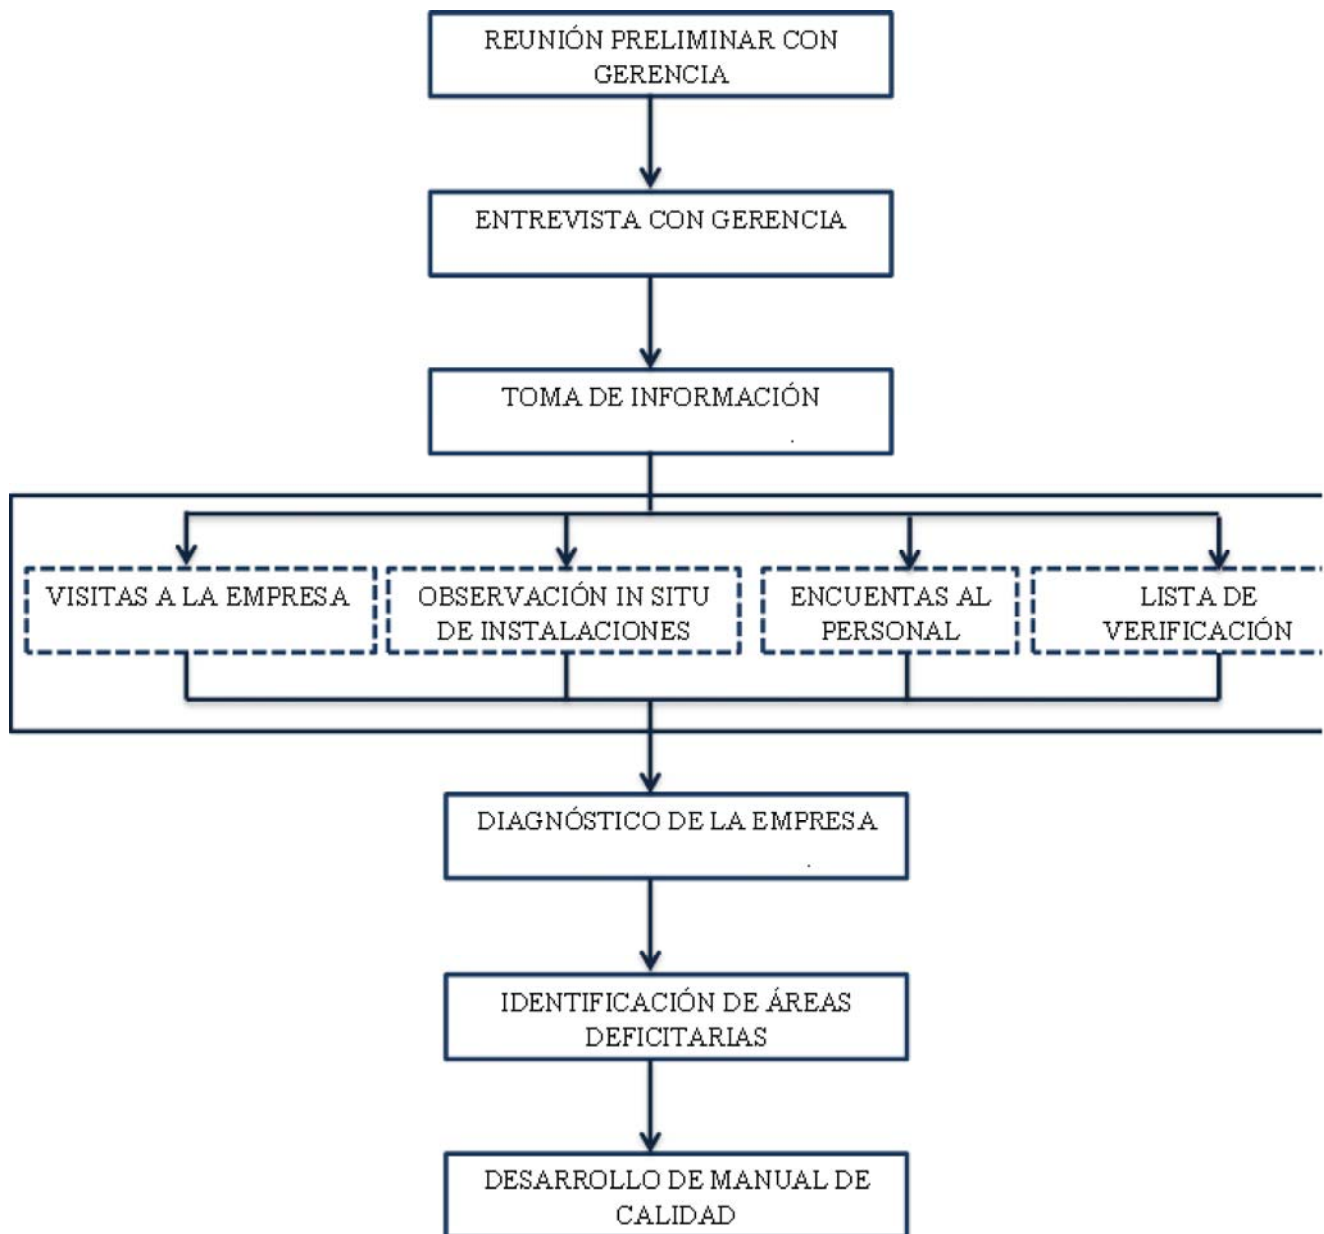 REUNIÓN PRELIMINAR CON
GERENCIA
ENTREVISTA CON GERENCIA
TOMA DE INFORMACIÓN
.
VISITAS A LA EMPRESA
OBSERVACIÓN IN SITU
DE INSTALACIONES
ENCUENTAS AL
PERSONAL
LISTA DE
VERIFICACIÓN
DIAGNÓSTICO DE LA EMPRESA
.
IDENTIFICACIÓN DE ÁREAS
DEFICITARIAS
DESARROLLO DE MANUAL DE
CALIDAD